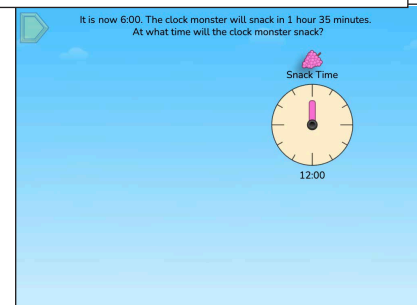 It is now 6:00. The clock monster will snack in 1 hour 35 minutes.
At what time will the clock monster snack?
Snack Time
12:00